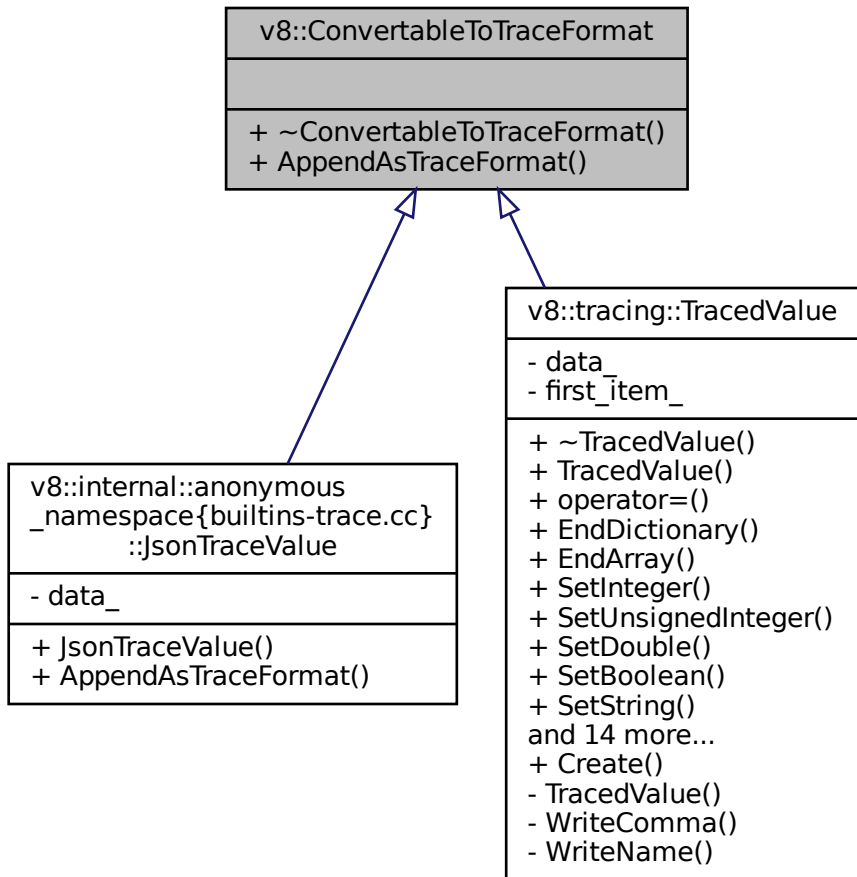 v8::ConvertableToTraceFormat
+ ~ConvertableToTraceFormat()
+ AppendAsTraceFormat()
v8::tracing::TracedValue
- data_
- first_item_
+ ~TracedValue()
+ TracedValue()
+ operator=()
+ EndDictionary()
+ EndArray()
+ SetInteger()
+ SetUnsignedInteger()
+ SetDouble()
+ SetBoolean()
+ SetString()
and 14 more...
+ Create()
- TracedValue()
- WriteComma()
- WriteName()
v8::internal::anonymous
_namespace{builtins-trace.cc}
::JsonTraceValue
- data_
+ JsonTraceValue()
+ AppendAsTraceFormat()